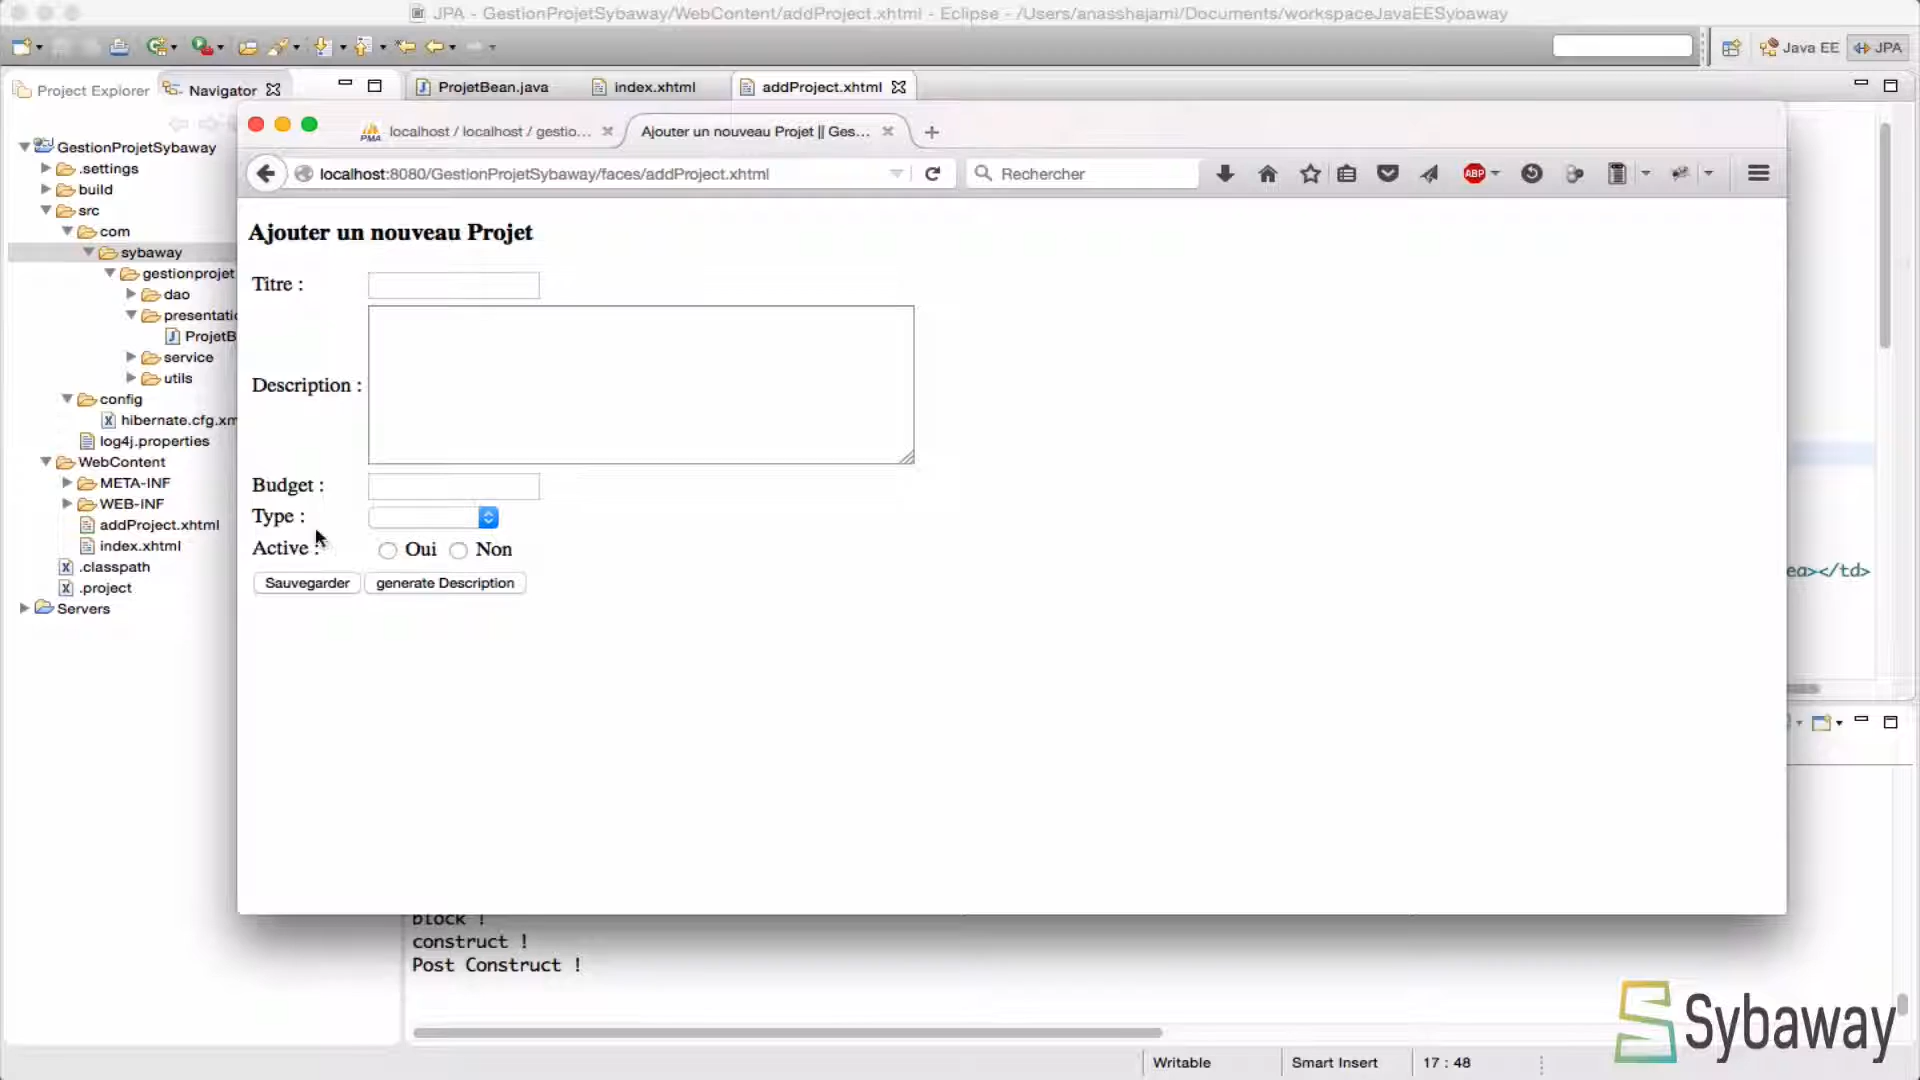 JPA - GestionProjetSybaway/WebContent/addProject.xhtml - Eclipse - /Users/anasshajami/Documents/workspaceJavaEESybaway
Java EE
JPA
Project Explorer
Navigator
ProjetBean.java
index.xhtml
addProject.xhtml
GestionProjetSybaway
.settings
build
src
com
sybaway
gestionprojet
dao
presentatio
ProjetB
service
utils
config
hibernate.cfg.xm
log4j.properties
WebContent
META-INF
WEB-INF
addProject.xhtml
index.xhtml
.classpath
.project
Servers
PMA
localhost / localhost / gestio...
Ajouter un nouveau Projet || Ges...
localhost:8080/GestionProjetSybaway/faces/addProject.xhtml
Rechercher
ABP
Ajouter un nouveau Projet
Titre :
Description :
Budget :
Type :
Active :
Oui
Non
Sauvegarder
generate Description
ea></td>
block !
construct !
Post Construct !
Writable
Smart Insert
17 : 48
Sybaway